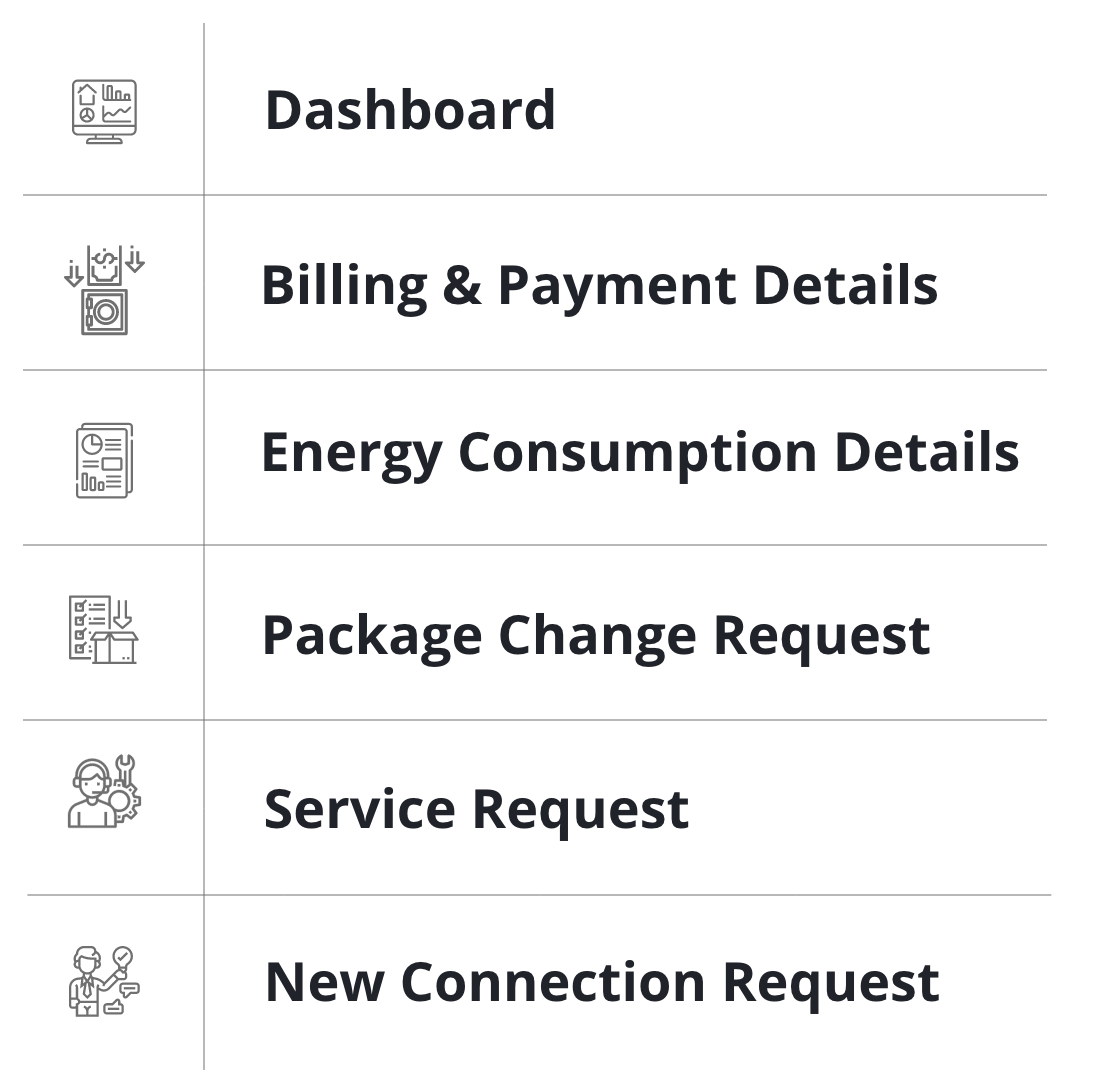 Dashboard
Billing & Payment Details
Energy Consumption Details
Package Change Request
Service Request
New Connection Request